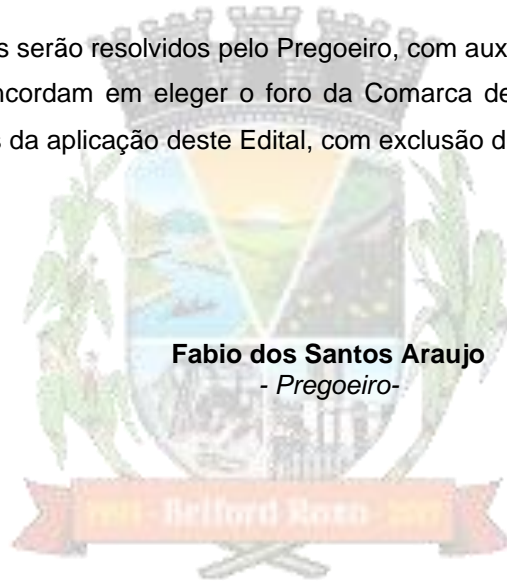 s serão resolvidos pelo Pregoeiro, com aux
ncordam em eleger o foro da Comarca de
s da aplicação deste Edital, com exclusão d
Fabio dos Santos Araujo
- Pregoeiro-
Belford Roxo